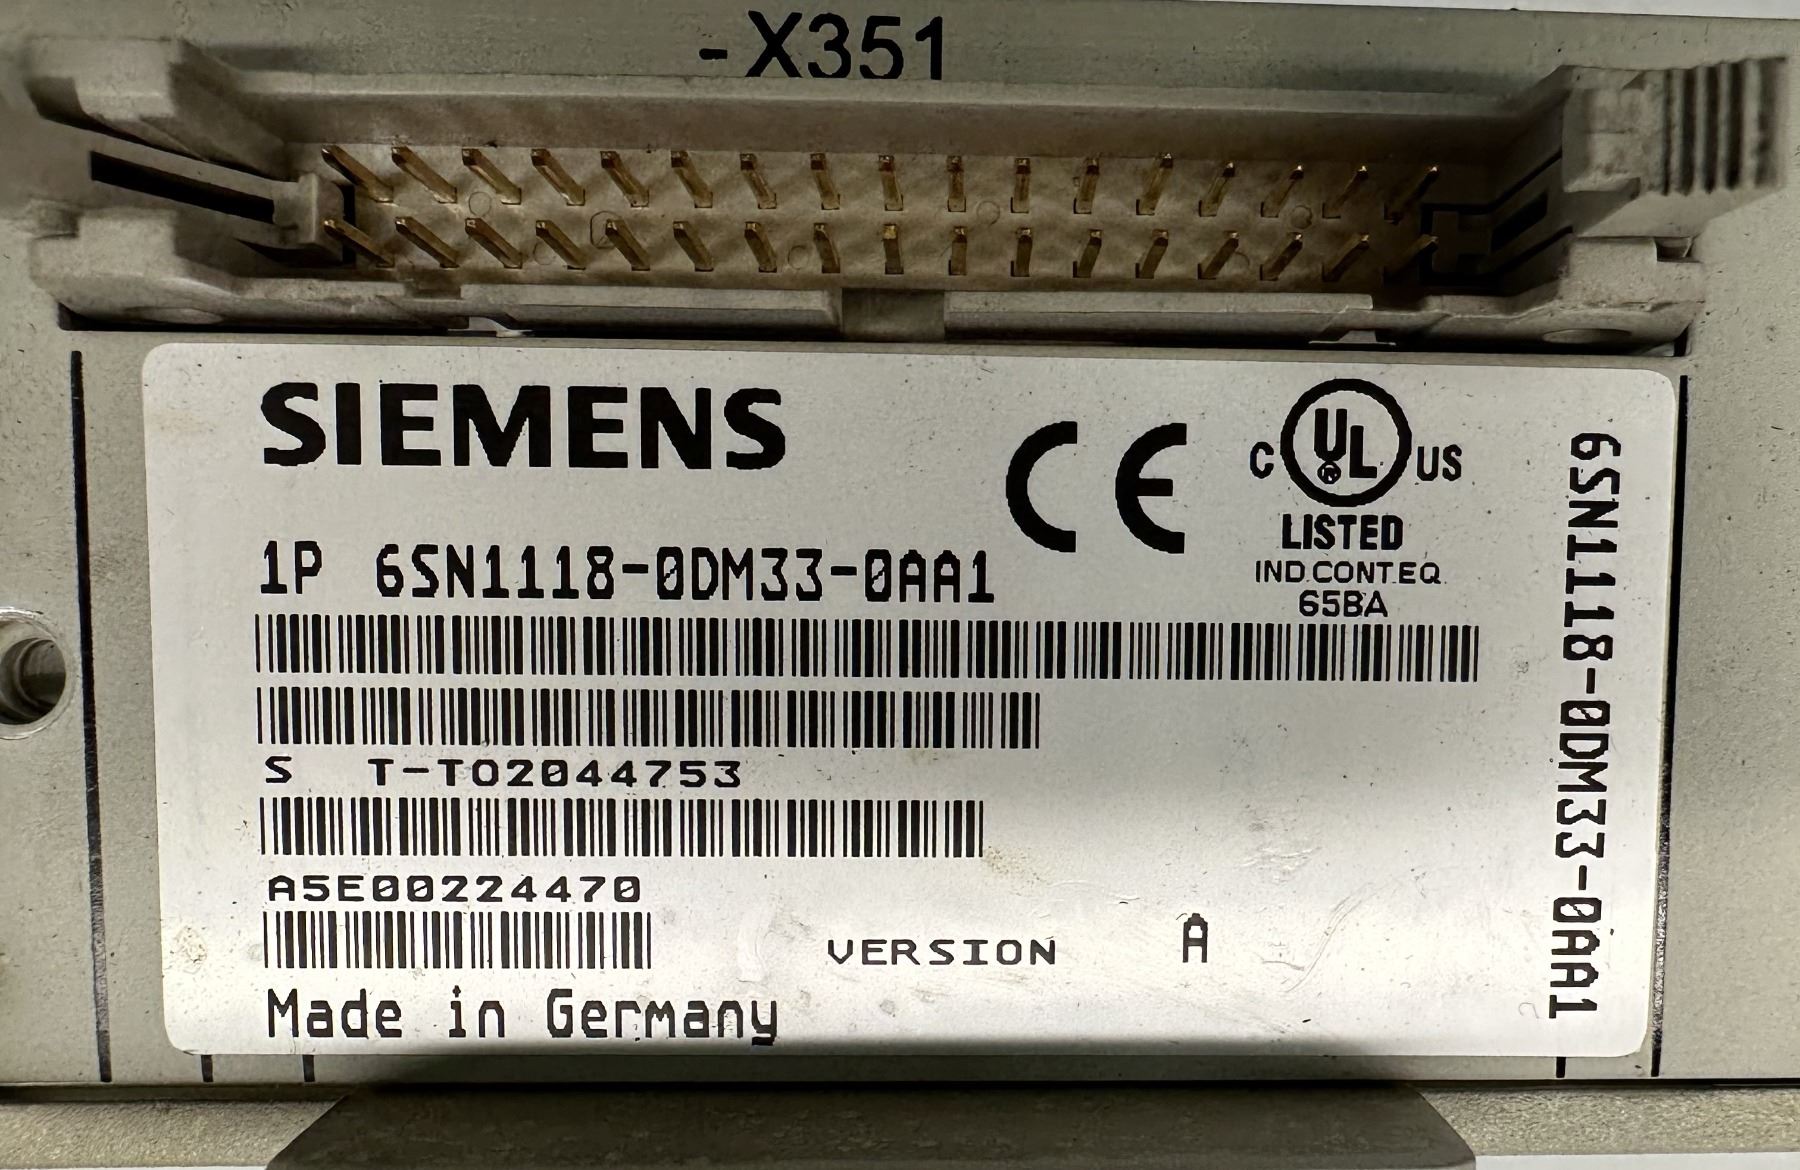 -X351
SIEMENS
CE
C UL® US
LISTED
IND.CONT.EQ.
65BA
1P 6SN1118-0DM33-0AA1
S T-TO2044753
A5E00224470
VERSION A
Made in Germany
6SN1118-0DM33-0AA1